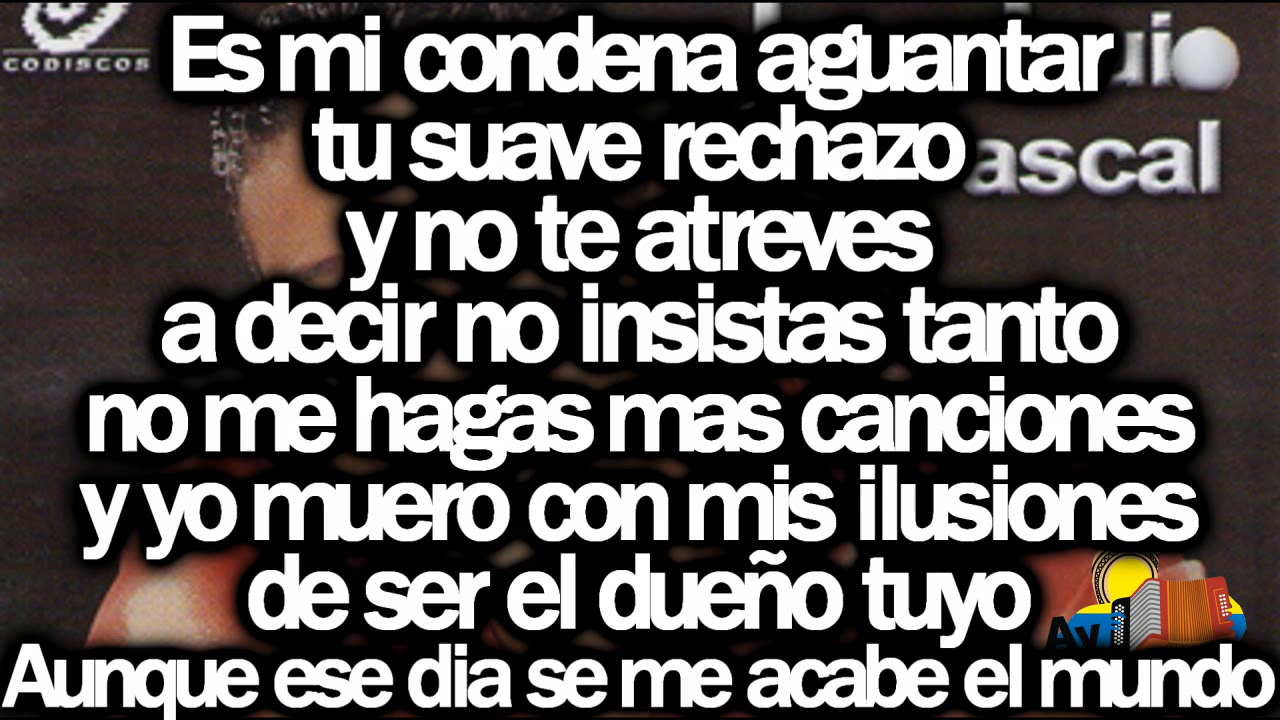 CODISCOS
Es mi condena aguantar
tu suave rechazo
y no te atreves
a decir no insistas tanto
no me hagas mas canciones
y yo muero con mis ilusiones
de ser el dueño tuyo
Aunque ese dia se me acabe el mundo